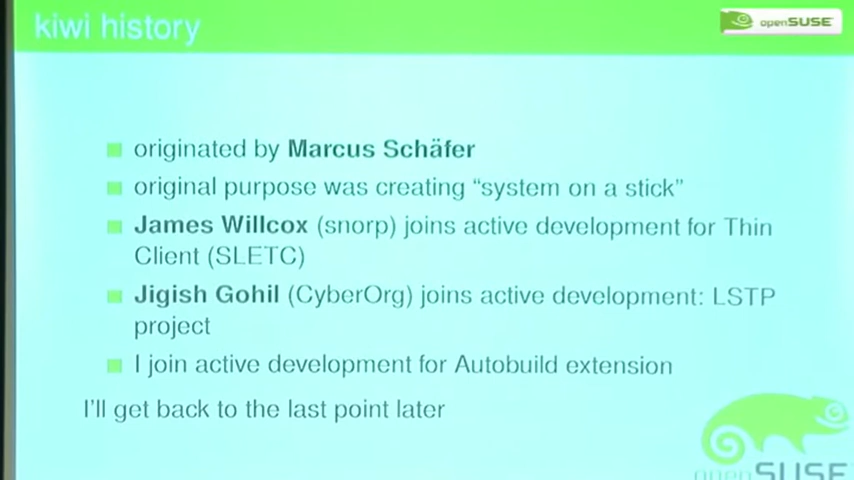 kiwi history
openSUSE
originated by Marcus Schäfer
original purpose was creating “system on a stick”
James Willcox (snorp) joins active development for Thin
Client (SLETC)
Jigish Gohil (CyberOrg) joins active development: LSTP
project
I join active development for Autobuild extension
I’ll get back to the last point later
openSUSE